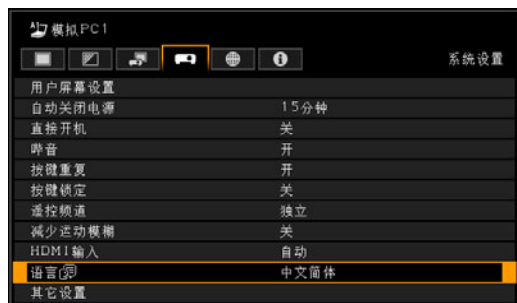 模拟PC1
系统设置
用户屏幕设置
自动关闭电源 15分钟
直接开机 关
哔音 开
按键重复 开
按键锁定 关
遥控频道 独立
减少运动模糊 关
HDMI输入 自动
语言 中文简体
其它设置